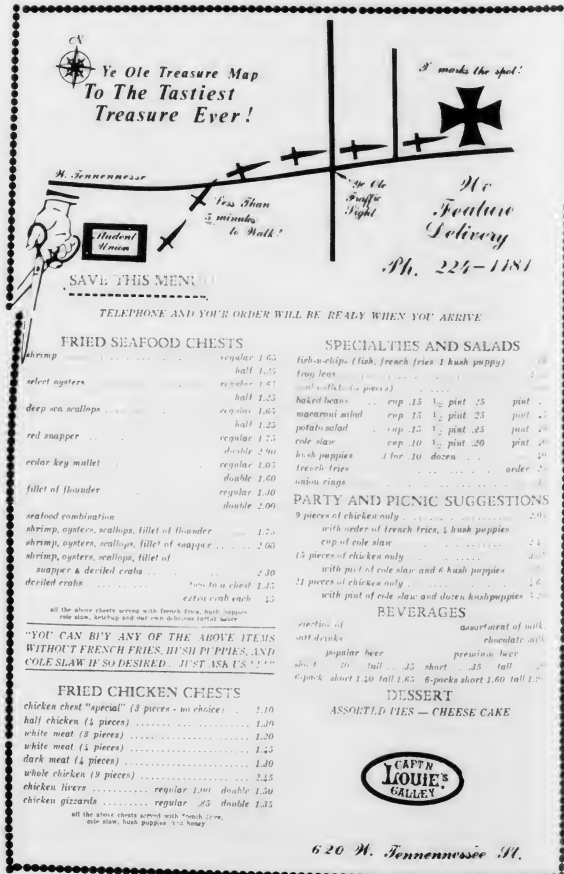 N
Ye Ole Treasure Map
To The Tastiest
Treasure Ever!
X marks the spot!
W. Tennennesse
Less Than
5 minutes
to Walk!
Ye Ole
Traffic
Light
Student
Union
We
Feature
Delivery
Ph. 224-1181
SAVE THIS MENU
TELEPHONE AND YOUR ORDER WILL BE READY WHEN YOU ARRIVE
FRIED SEAFOOD CHESTS
shrimp regular 1.65
half 1.25
select oysters regular 1.65
half 1.25
deep sea scallops regular 1.65
half 1.25
red snapper regular 1.75
double 2.90
cedar key mullet regular 1.05
double 1.60
fillet of flounder regular 1.30
double 2.00
seafood combination
shrimp, oysters, scallops, fillet of flounder 1.75
shrimp, oysters, scallops, fillet of snapper 2.00
shrimp, oysters, scallops, fillet of
snapper & deviled crabs 2.30
deviled crabs two to a chest 1.35
extra crab each .45
all the above chests served with french fries, hush puppies
cole slaw, ketchup and our own delicious tartar sauce
"YOU CAN BUY ANY OF THE ABOVE ITEMS
WITHOUT FRENCH FRIES, HUSH PUPPIES, AND
COLE SLAW IF SO DESIRED. JUST ASK US!!!"
FRIED CHICKEN CHESTS
chicken chest "special" (3 pieces - no choice) 1.10
half chicken (4 pieces) 1.30
white meat (3 pieces) 1.20
white meat (4 pieces) 1.45
dark meat (4 pieces) 1.30
whole chicken (9 pieces) 2.45
chicken livers regular 1.00 double 1.50
chicken gizzards regular .85 double 1.35
all the above chests served with french fries,
cole slaw, hush puppies and honey
SPECIALTIES AND SALADS
fish-n-chips (fish, french fries 1 hush puppy)
frog legs
baked beans cup .15 ½ pint .25 pint
macaroni salad cup .15 ½ pint .25 pint
potato salad cup .15 ½ pint .25 pint
cole slaw cup .10 ½ pint .20 pint
hush puppies 3 for .10 dozen
french fries order
onion rings
PARTY AND PICNIC SUGGESTIONS
9 pieces of chicken only
with order of french fries, 4 hush puppies
cup of cole slaw
15 pieces of chicken only
with pint of cole slaw and 6 hush puppies
21 pieces of chicken only
with pint of cole slaw and dozen hushpuppies
BEVERAGES
selection of assortment of milk,
soft drinks chocolate milk
popular beer premium beer
short tall .35 short .35 tall
6-pack short 1.40 tall 1.65 6-packs short 1.60 tall
DESSERT
ASSORTED PIES — CHEESE CAKE
CAPT'N
LOUIE'S
GALLEY
620 W. Tennennessee St.